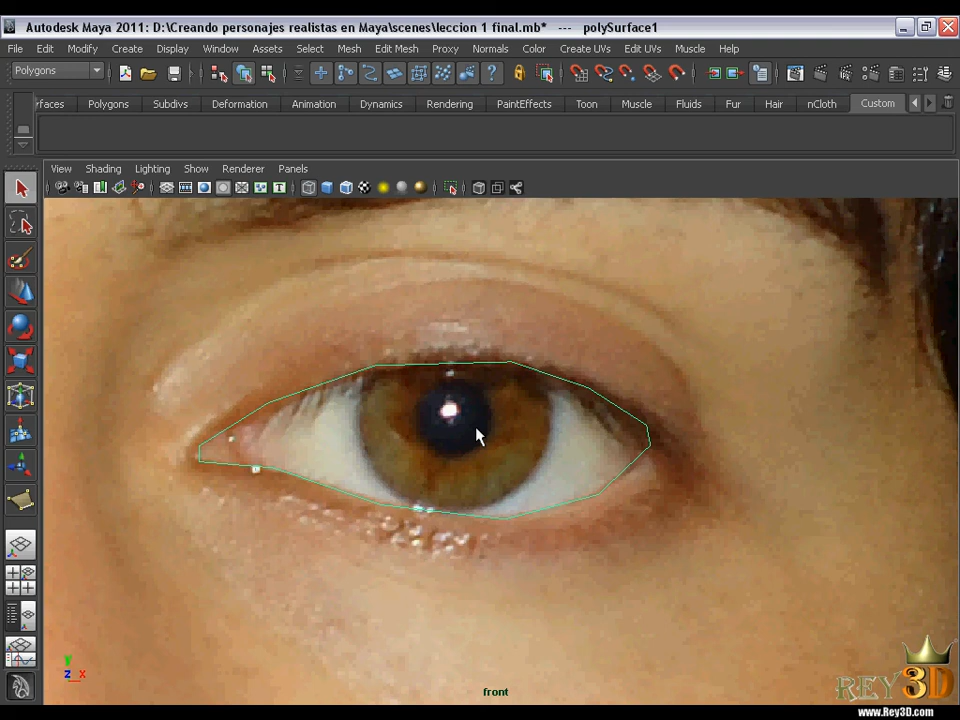 Autodesk Maya 2011: D:\Creando personajes realistas en Maya\scenes\leccion 1 final.mb* --- polySurface1
File Edit Modify Create Display Window Assets Select Mesh Edit Mesh Proxy Normals Color Create UVs Edit UVs Muscle Help
Polygons
rfaces Polygons Subdivs Deformation Animation Dynamics Rendering PaintEffects Toon Muscle Fluids Fur Hair nCloth Custom
View Shading Lighting Show Renderer Panels
y
z x
front
REY3D
www.Rey3D.com